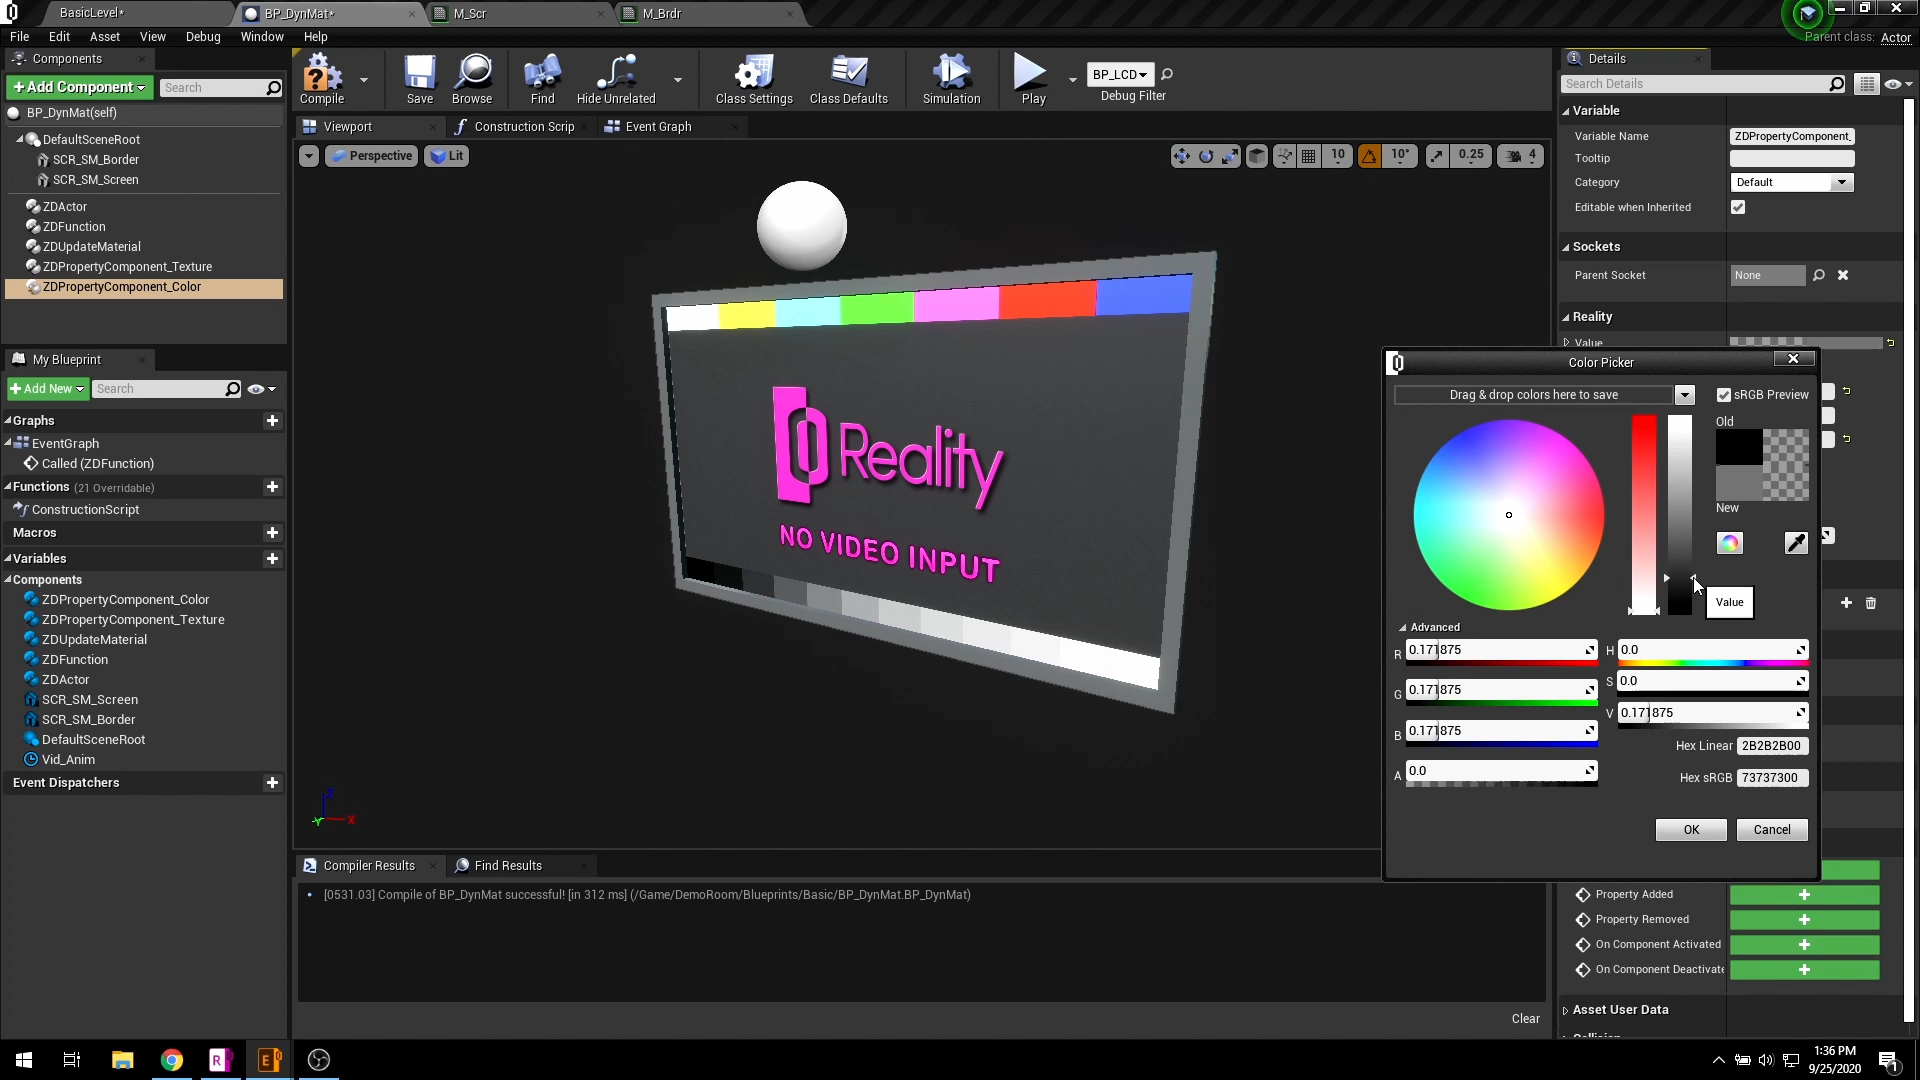 BasicLevel*
BP_DynMat*
M_Scr
M_Brdr
File Edit Asset View Debug Window Help
Parent class: Actor
Components
+ Add Component
Search
BP_DynMat(self)
DefaultSceneRoot
SCR_SM_Border
SCR_SM_Screen
ZDActor
ZDFunction
ZDUpdateMaterial
ZDPropertyComponent_Texture
ZDPropertyComponent_Color
My Blueprint
+ Add New
Search
Graphs
EventGraph
Called (ZDFunction)
Functions (21 Overridable)
ConstructionScript
Macros
Variables
Components
ZDPropertyComponent_Color
ZDPropertyComponent_Texture
ZDUpdateMaterial
ZDFunction
ZDActor
SCR_SM_Screen
SCR_SM_Border
DefaultSceneRoot
Vid_Anim
Event Dispatchers
Compile
Save
Browse
Find
Hide Unrelated
Class Settings
Class Defaults
Simulation
Play
BP_LCD
Debug Filter
Viewport
Construction Scrip
Event Graph
Perspective
Lit
10
10°
0.25
4
Reality
NO VIDEO INPUT
Z
Y
X
Compiler Results
Find Results
[0531.03] Compile of BP_DynMat successful! [in 312 ms] (/Game/DemoRoom/Blueprints/Basic/BP_DynMat.BP_DynMat)
Clear
Details
Search Details
Variable
Variable Name
ZDPropertyComponent_
Tooltip
Category
Default
Editable when Inherited
Sockets
Parent Socket
None
Reality
Value
Color Picker
Drag & drop colors here to save
sRGB Preview
Old
New
Value
Advanced
R 0.171875
G 0.171875
B 0.171875
A 0.0
H 0.0
S 0.0
V 0.171875
Hex Linear 2B2B2B00
Hex sRGB 73737300
OK
Cancel
Property Added
Property Removed
On Component Activated
On Component Deactivate
Asset User Data
1:36 PM
9/25/2020
1